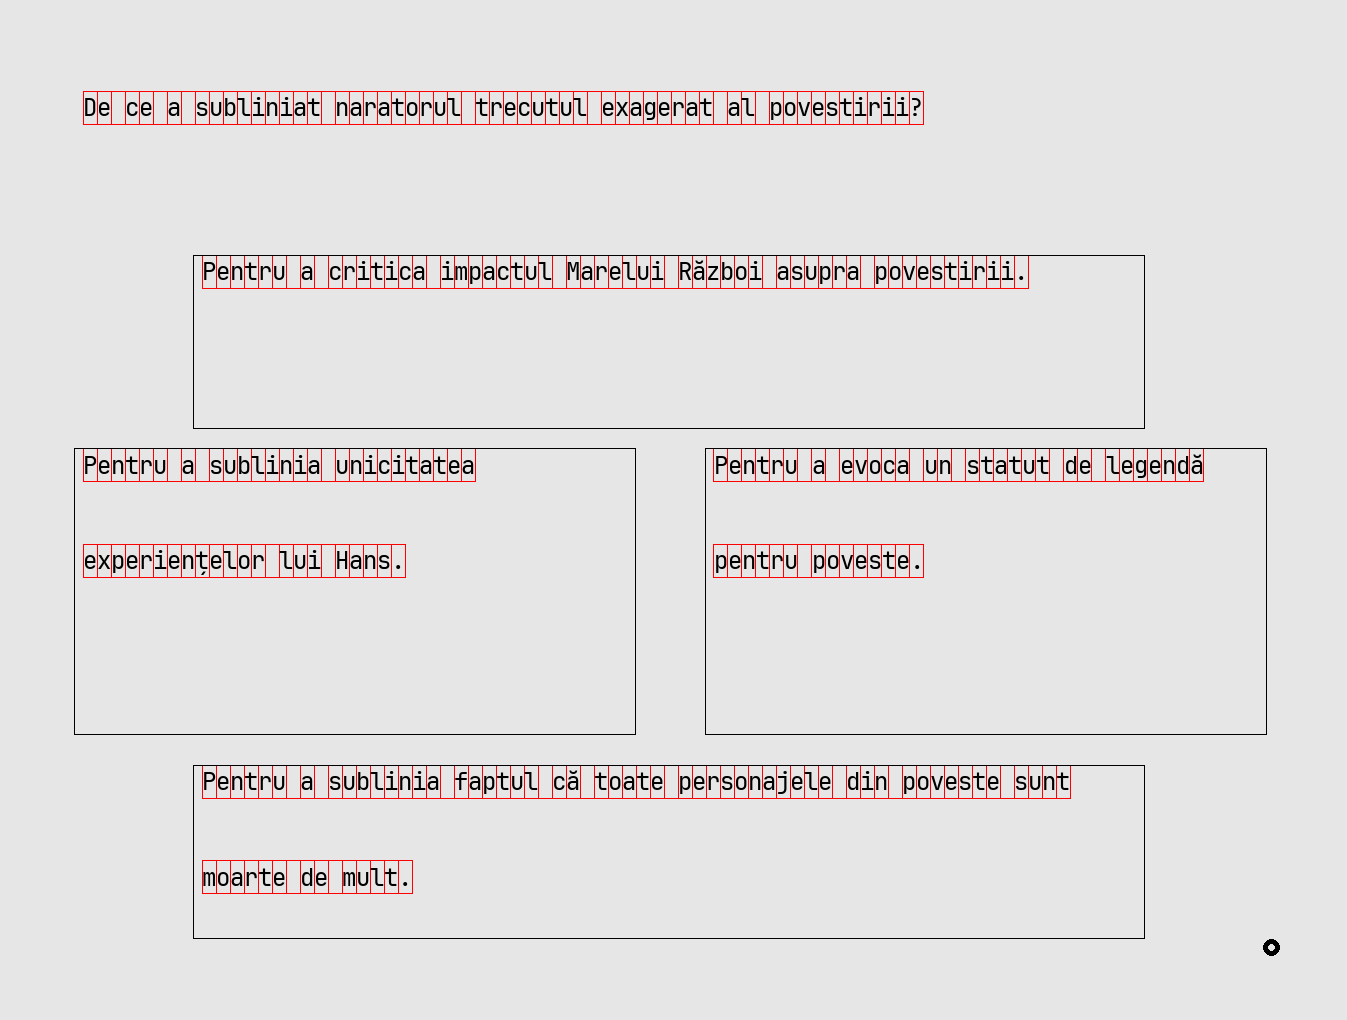 De ce a subliniat naratorul trecutul exagerat al povestirii?
Pentru a critica impactul Marelui Război asupra povestirii.
Pentru a sublinia unicitatea
experiențelor lui Hans.
Pentru a evoca un statut de legendă
pentru poveste.
Pentru a sublinia faptul că toate personajele din poveste sunt
moarte de mult.